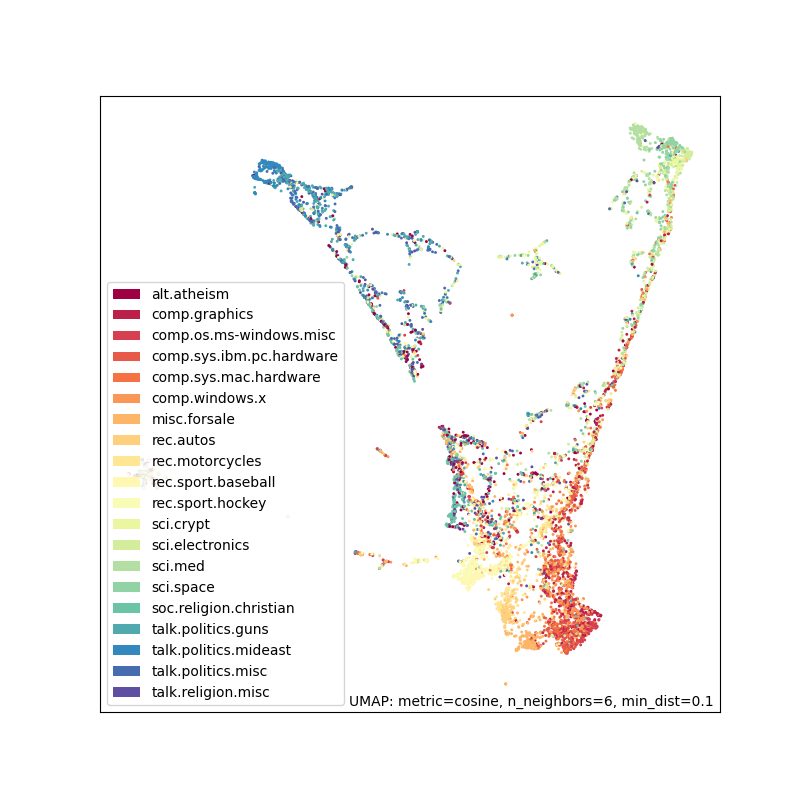 alt.atheism
comp.graphics
comp.os.ms-windows.misc
comp.sys.ibm.pc.hardware
comp.sys.mac.hardware
comp.windows.x
misc.forsale
rec.autos
rec.motorcycles
rec.sport.baseball
rec.sport.hockey
sci.crypt
sci.electronics
sci.med
sci.space
soc.religion.christian
talk.politics.guns
talk.politics.mideast
talk.politics.misc
talk.religion.misc
UMAP: metric=cosine, n_neighbors=6, min_dist=0.1